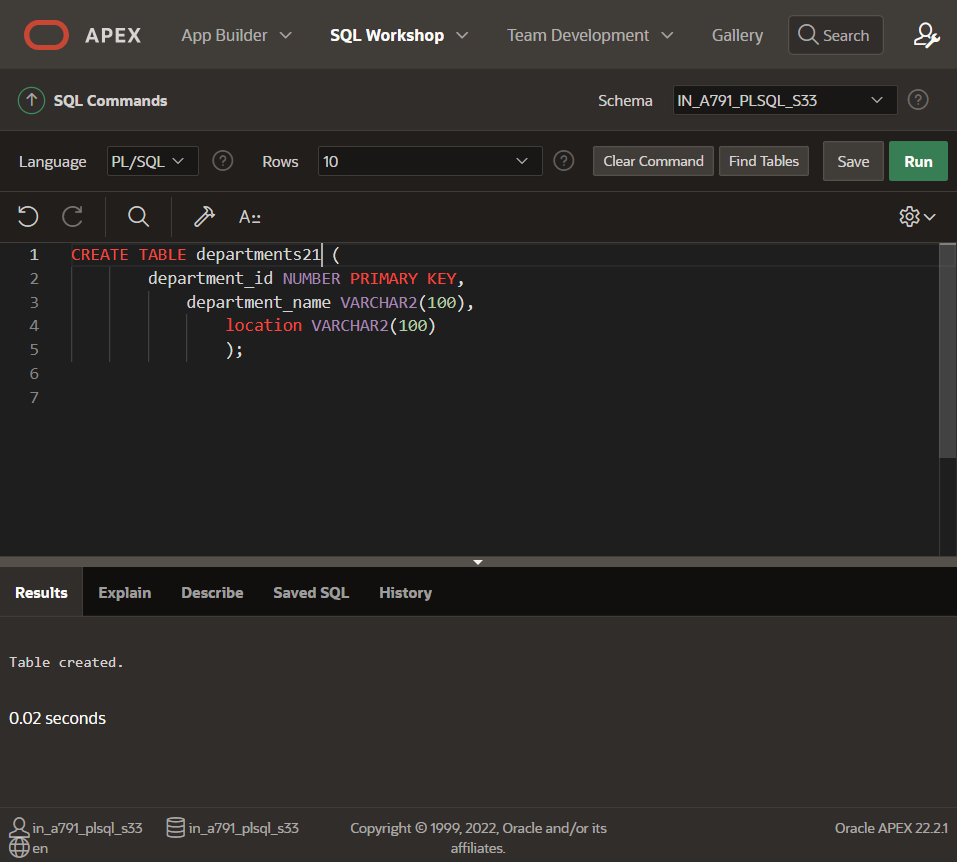 APEX App Builder SQL Workshop Team Development Gallery Search
SQL Commands Schema IN_A791_PLSQL_S33 ?
Language PL/SQL ? Rows 10 ? Clear Command Find Tables Save Run
A::
1 CREATE TABLE departments21 (
2 department_id NUMBER PRIMARY KEY,
3 department_name VARCHAR2(100),
4 location VARCHAR2(100)
5 );
6
7
Results Explain Describe Saved SQL History
Table created.
0.02 seconds
in_a791_plsql_s33 in_a791_plsql_s33 Copyright © 1999, 2022, Oracle and/or its Oracle APEX 22.2.1
en affiliates.